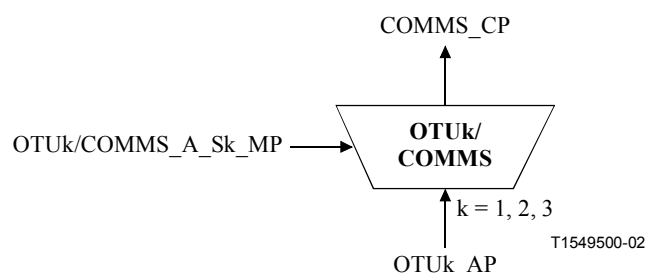 COMMS_CP
OTUk/COMMS_A_Sk_MP
OTUk/
COMMS
k = 1, 2, 3
T1549500-02
OTUk_AP